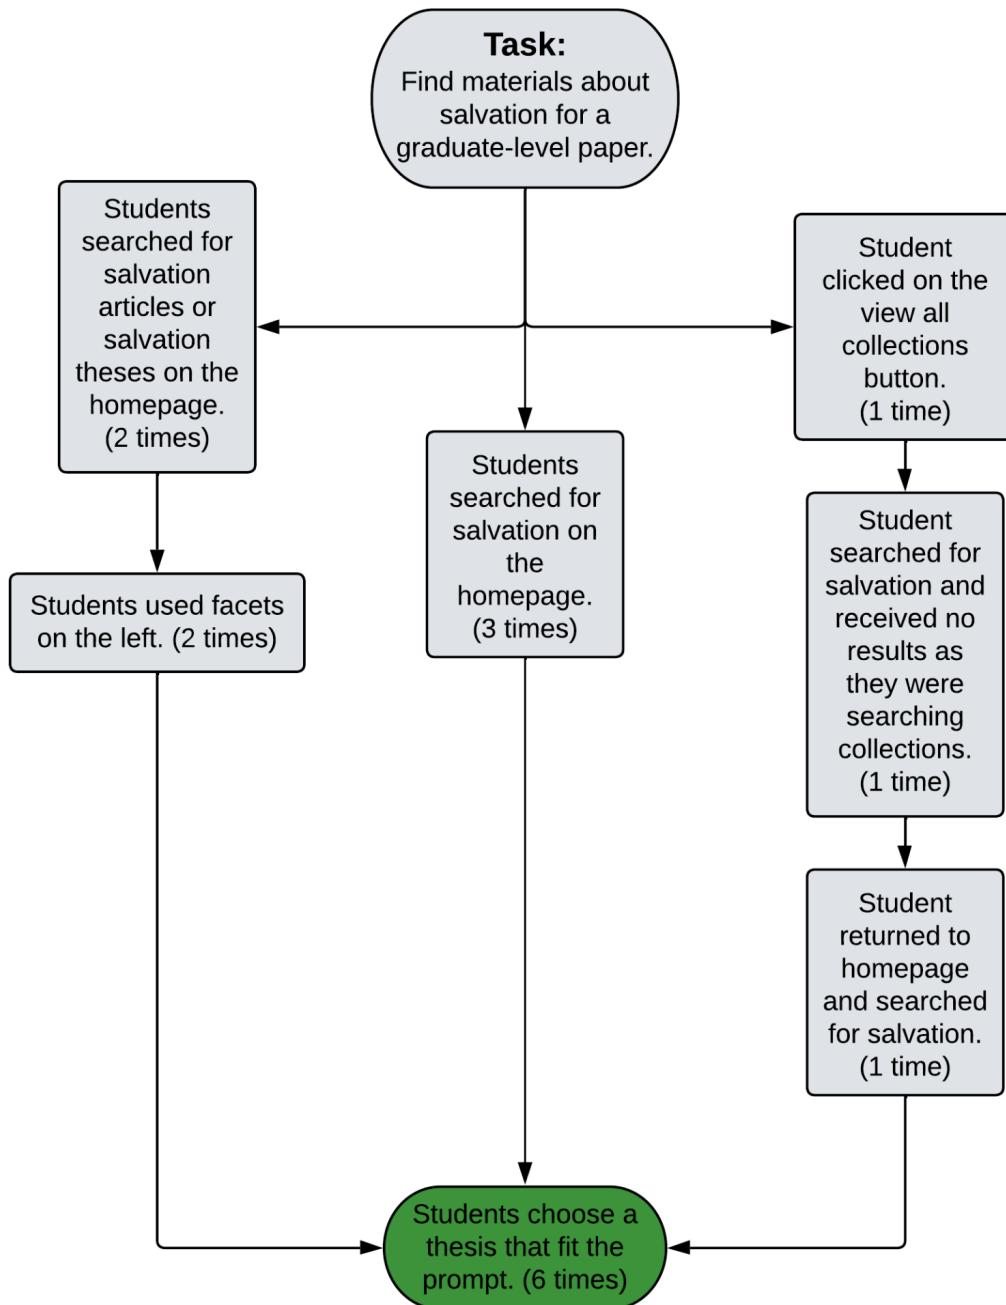 Task:
Find materials about
salvation for a
graduate-level paper.
Students
searched for
salvation
articles or
salvation
theses on the
homepage.
(2 times)
Students used facets
on the left. (2 times)
Students
searched for
salvation on
the
homepage.
(3 times)
Student
clicked on the
view all
collections
button.
(1 time)
Student
searched for
salvation and
received no
results as
they were
searching
collections.
(1 time)
Student
returned to
homepage
and searched
for salvation.
(1 time)
Students choose a
thesis that fit the
prompt. (6 times)